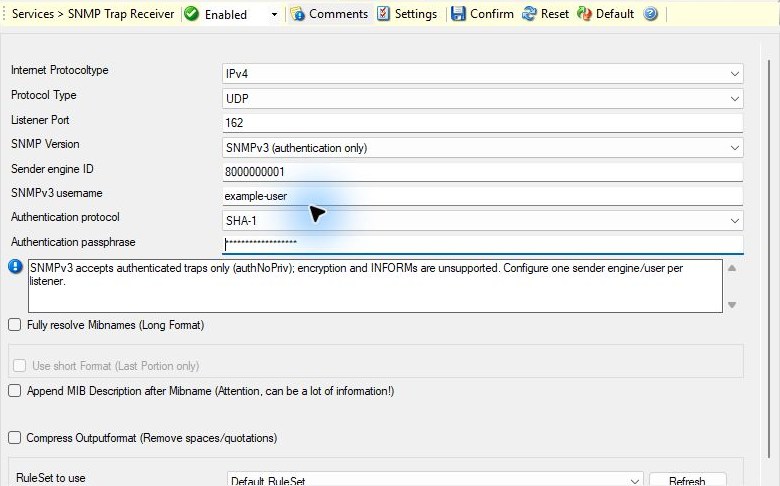 Services > SNMP Trap Receiver Enabled Comments Settings Confirm Reset Default
Internet Protocoltype IPv4
Protocol Type UDP
Listener Port 162
SNMP Version SNMPv3 (authentication only)
Sender engine ID 8000000001
SNMPv3 username example-user
Authentication protocol SHA-1
Authentication passphrase ******************
SNMPv3 accepts authenticated traps only (authNoPriv); encryption and INFORMs are unsupported. Configure one sender engine/user per
listener.
Fully resolve Mibnames (Long Format)
Use short Format (Last Portion only)
Append MIB Description after Mibname (Attention, can be a lot of information!)
Compress Outputformat (Remove spaces/quotations)
RuleSet to use Default RuleSet Refresh